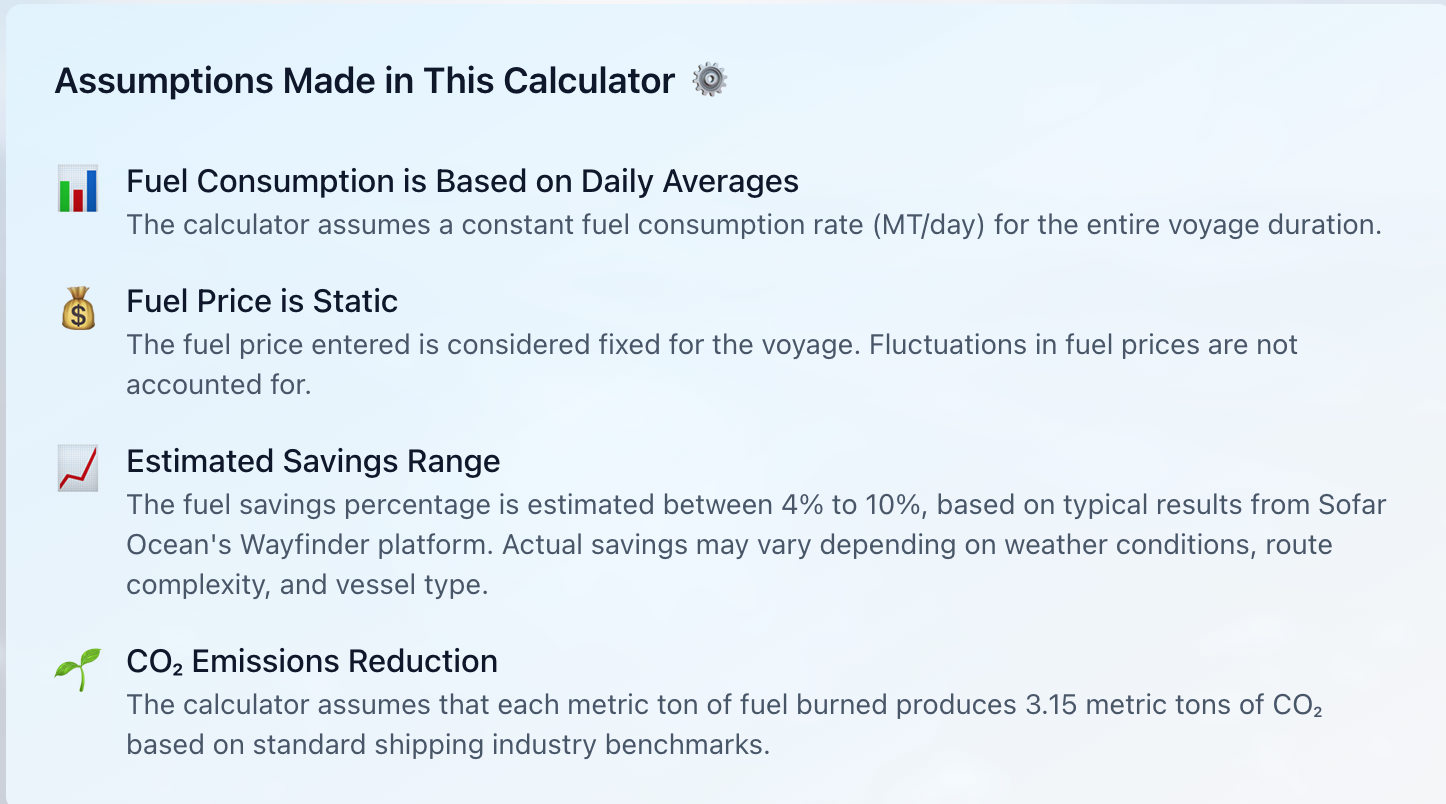 Assumptions Made in This Calculator
Fuel Consumption is Based on Daily Averages
The calculator assumes a constant fuel consumption rate (MT/day) for the entire voyage duration.
$
Fuel Price is Static
The fuel price entered is considered fixed for the voyage. Fluctuations in fuel prices are not
accounted for.
Estimated Savings Range
The fuel savings percentage is estimated between 4% to 10%, based on typical results from Sofar
Ocean's Wayfinder platform. Actual savings may vary depending on weather conditions, route
complexity, and vessel type.
CO₂ Emissions Reduction
The calculator assumes that each metric ton of fuel burned produces 3.15 metric tons of CO₂
based on standard shipping industry benchmarks.